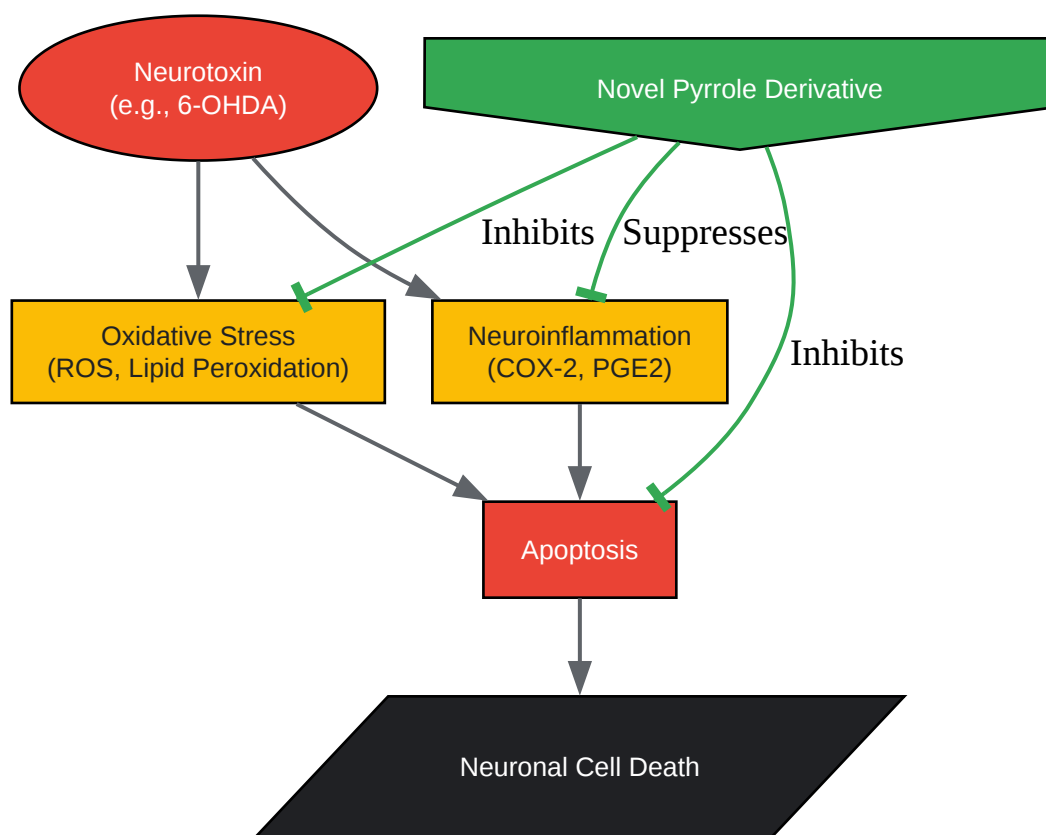 Neurotoxin
(e.g., 6-OHDA)
Novel Pyrrole Derivative
Inhibits
Suppresses
Oxidative Stress
(ROS, Lipid Peroxidation)
Neuroinflammation
(COX-2, PGE2)
Inhibits
Apoptosis
Neuronal Cell Death